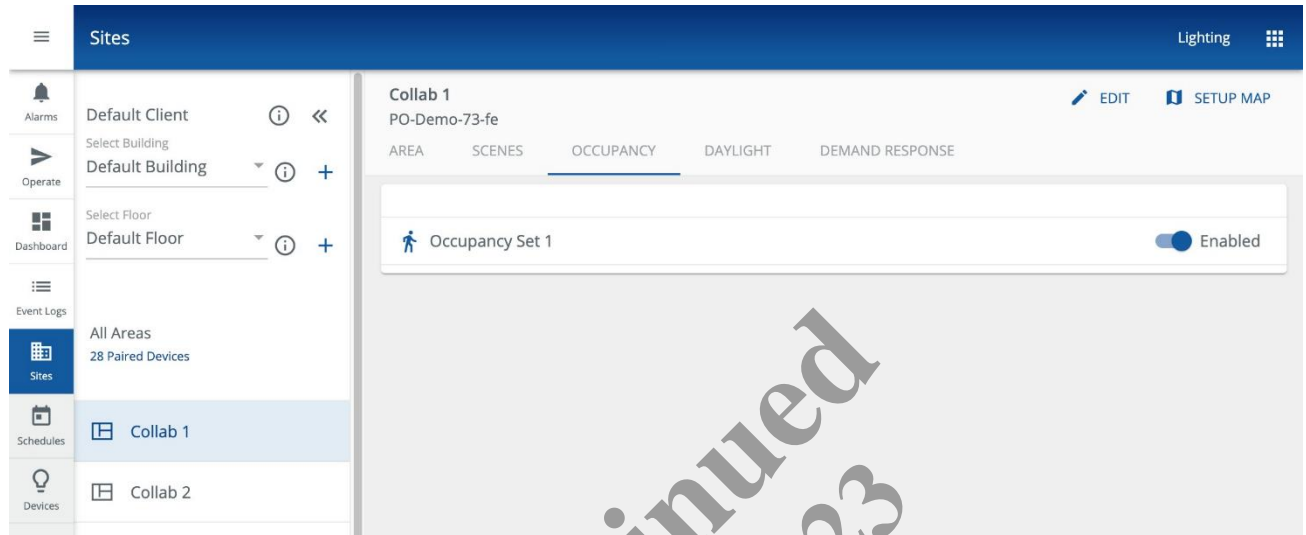 Sites
Lighting
Alarms
Operate
Dashboard
Event Logs
Sites
Schedules
Devices
Default Client
Select Building
Default Building
Select Floor
Default Floor
All Areas
28 Paired Devices
Collab 1
Collab 2
Collab 1
PO-Demo-73-fe
EDIT
SETUP MAP
AREA SCENES OCCUPANCY DAYLIGHT DEMAND RESPONSE
Occupancy Set 1
Enabled